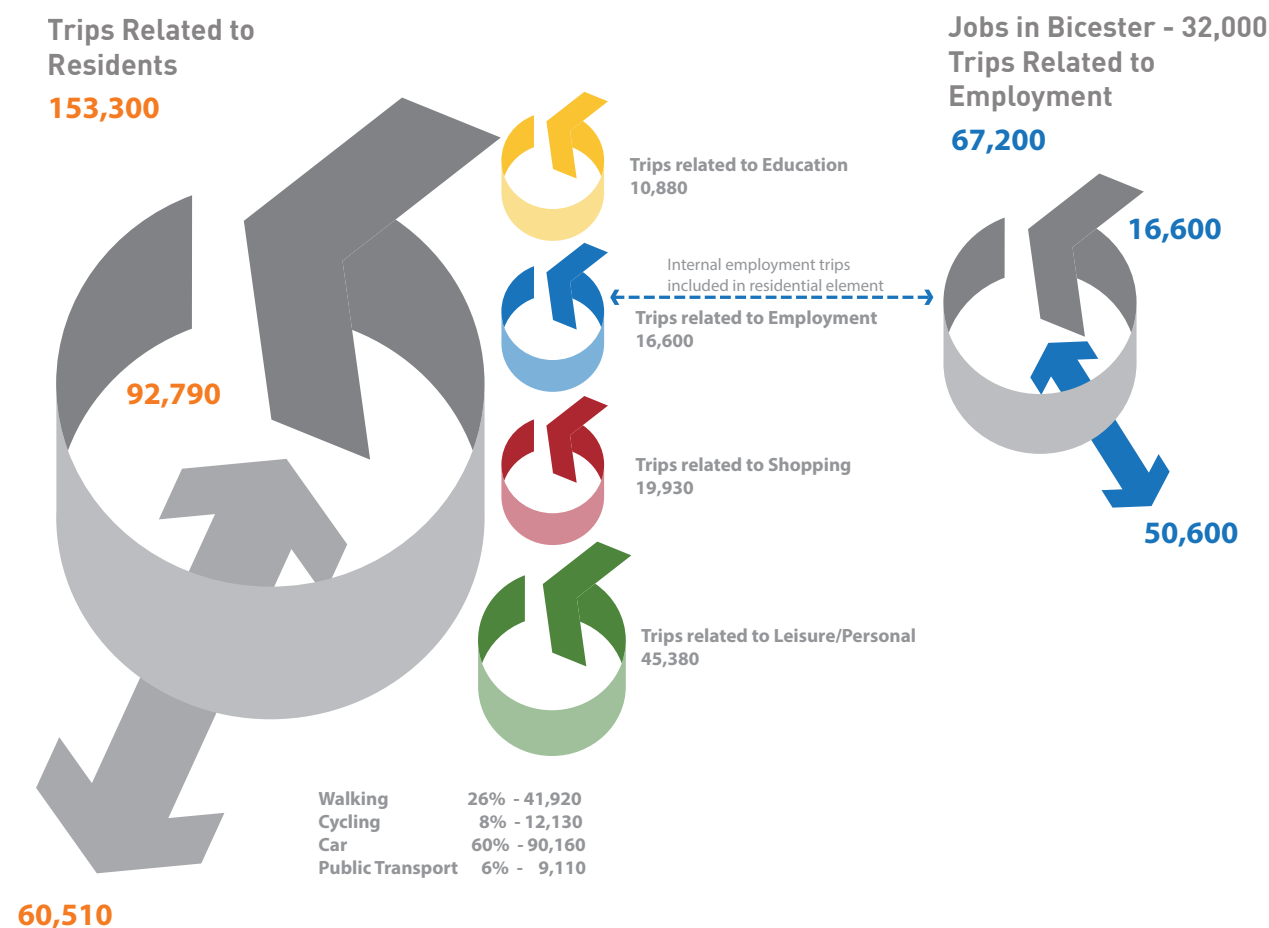 Trips Related to
Residents
153,300
92,790
60,510
Trips related to Education
10,880
Internal employment trips
included in residential element
Trips related to Employment
16,600
Trips related to Shopping
19,930
Trips related to Leisure/Personal
45,380
Walking 26% - 41,920
Cycling 8% - 12,130
Car 60% - 90,160
Public Transport 6% - 9,110
Jobs in Bicester - 32,000
Trips Related to
Employment
67,200
16,600
50,600